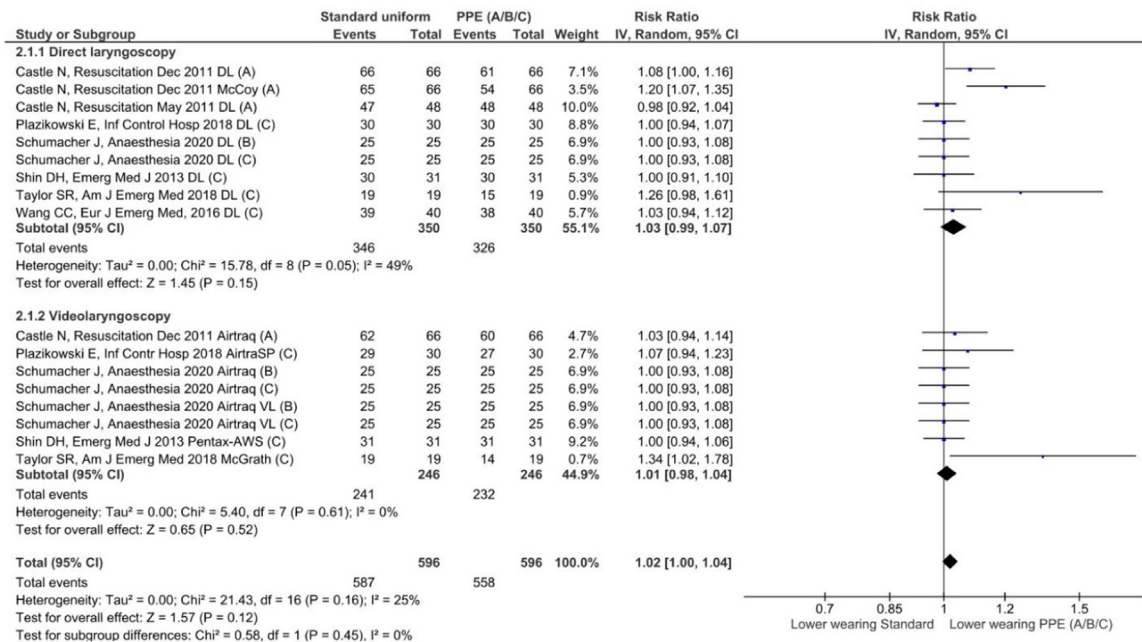 Standard uniform PPE (A/B/C) Risk Ratio Risk Ratio
Study or Subgroup Events Total Events Total Weight IV, Random, 95% CI IV, Random, 95% CI
2.1.1 Direct laryngoscopy
Castle N, Resuscitation Dec 2011 DL (A) 66 66 61 66 7.1% 1.08 [1.00, 1.16]
Castle N, Resuscitation Dec 2011 McCoy (A) 65 66 54 66 3.5% 1.20 [1.07, 1.35]
Castle N, Resuscitation May 2011 DL (A) 47 48 48 48 10.0% 0.98 [0.92, 1.04]
Plazikowski E, Inf Control Hosp 2018 DL (C) 30 30 30 30 8.8% 1.00 [0.94, 1.07]
Schumacher J, Anaesthesia 2020 DL (B) 25 25 25 25 6.9% 1.00 [0.93, 1.08]
Schumacher J, Anaesthesia 2020 DL (C) 25 25 25 25 6.9% 1.00 [0.93, 1.08]
Shin DH, Emerg Med J 2013 DL (C) 30 31 30 31 5.3% 1.00 [0.91, 1.10]
Taylor SR, Am J Emerg Med 2018 DL (C) 19 19 15 19 0.9% 1.26 [0.98, 1.61]
Wang CC, Eur J Emerg Med, 2016 DL (C) 39 40 38 40 5.7% 1.03 [0.94, 1.12]
Subtotal (95% CI) 350 350 55.1% 1.03 [0.99, 1.07]
Total events 346 326
Heterogeneity: Tau² = 0.00; Chi² = 15.78, df = 8 (P = 0.05); I² = 49%
Test for overall effect: Z = 1.45 (P = 0.15)
2.1.2 Videolaryngoscopy
Castle N, Resuscitation Dec 2011 Airtraq (A) 62 66 60 66 4.7% 1.03 [0.94, 1.14]
Plazikowski E, Inf Contr Hosp 2018 AirtraSP (C) 29 30 27 30 2.7% 1.07 [0.94, 1.23]
Schumacher J, Anaesthesia 2020 Airtraq (B) 25 25 25 25 6.9% 1.00 [0.93, 1.08]
Schumacher J, Anaesthesia 2020 Airtraq (C) 25 25 25 25 6.9% 1.00 [0.93, 1.08]
Schumacher J, Anaesthesia 2020 Airtraq VL (B) 25 25 25 25 6.9% 1.00 [0.93, 1.08]
Schumacher J, Anaesthesia 2020 Airtraq VL (C) 25 25 25 25 6.9% 1.00 [0.93, 1.08]
Shin DH, Emerg Med J 2013 Pentax-AWS (C) 31 31 31 31 9.2% 1.00 [0.94, 1.06]
Taylor SR, Am J Emerg Med 2018 McGrath (C) 19 19 14 19 0.7% 1.34 [1.02, 1.78]
Subtotal (95% CI) 246 246 44.9% 1.01 [0.98, 1.04]
Total events 241 232
Heterogeneity: Tau² = 0.00; Chi² = 5.40, df = 7 (P = 0.61); I² = 0%
Test for overall effect: Z = 0.65 (P = 0.52)
Total (95% CI) 596 596 100.0% 1.02 [1.00, 1.04]
Total events 587 558
Heterogeneity: Tau² = 0.00; Chi² = 21.43, df = 16 (P = 0.16); I² = 25%
Test for overall effect: Z = 1.57 (P = 0.12)
Test for subgroup differences: Chi² = 0.58, df = 1 (P = 0.45), I² = 0%
0.7 1 1.2 1.5
Lower wearing Standard Lower wearing PPE (A/B/C)